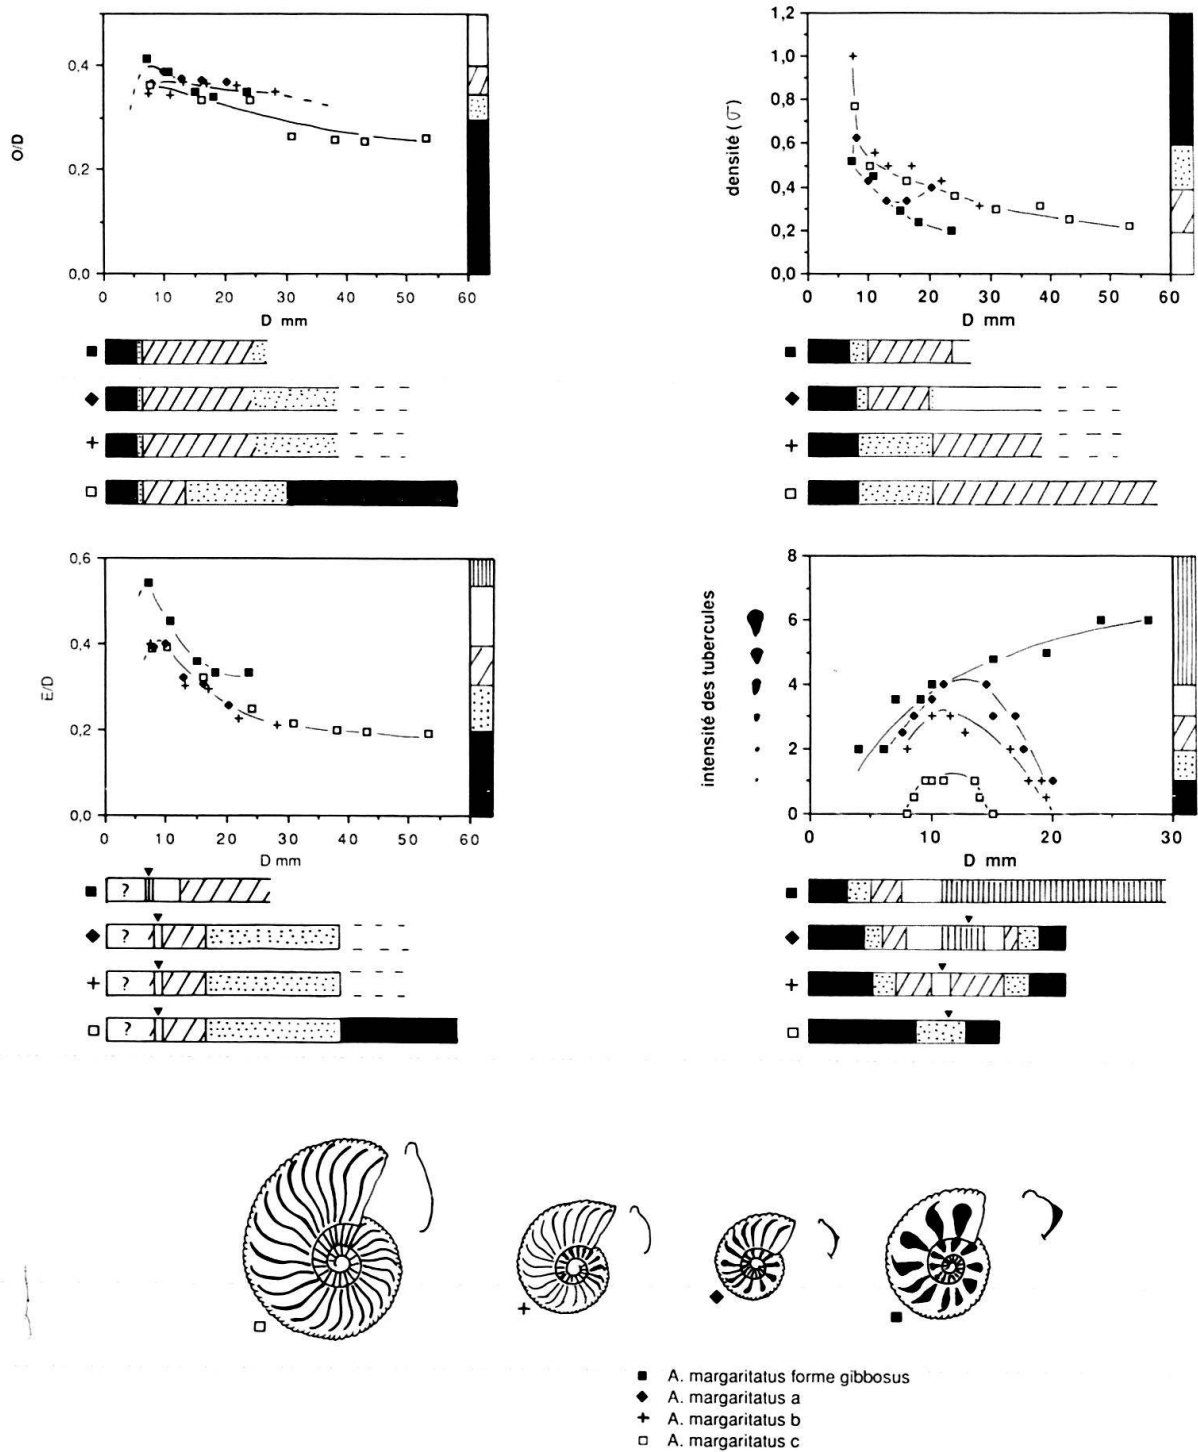 O/D
0,4
0,2
0,0
0 10 20 30 40 50 60
D mm
densité (σ)
1,2
1,0
0,8
0,6
0,4
0,2
0,0
0 10 20 30 40 50 60
D mm
E/D
0,6
0,4
0,2
0,0
0 10 20 30 40 50 60
D mm
?
?
?
?
intensité des tubercules
8
6
4
2
0
0 10 20 30
D mm
A. margaritatus forme gibbosus
A. margaritatus a
A. margaritatus b
A. margaritatus c